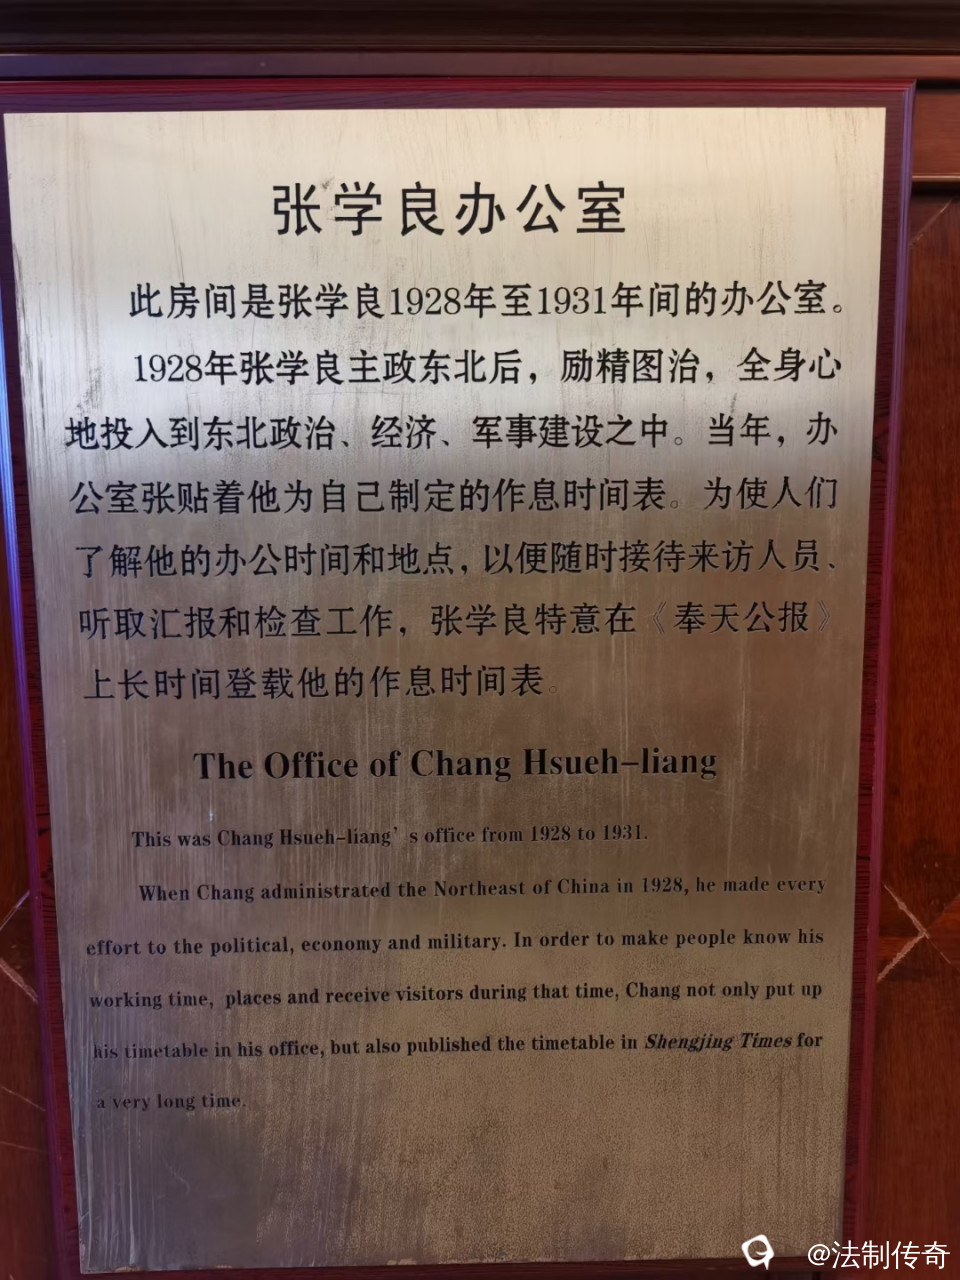 张学良办公室
此房间是张学良1928年至1931年间的办公室。
1928年张学良主政东北后，励精图治，全身心
地投入到东北政治、经济、军事建设之中。当年，办
公室张贴着他为自己制定的作息时间表。为使人们
了解他的办公时间和地点，以便随时接待来访人员、
听取汇报和检查工作，张学良特意在《奉天公报》
上长时间登载他的作息时间表。
The Office of Chang Hsueh-liang
This was Chang Hsueh-liang’s office from 1928 to 1931.
When Chang administrated the Northeast of China in 1928, he made every
effort to the political, economy and military. In order to make people know his
working time, places and receive visitors during that time, Chang not only put up
his timetable in his office, but also published the timetable in Shengjing Times for
a very long time.
@法制传奇